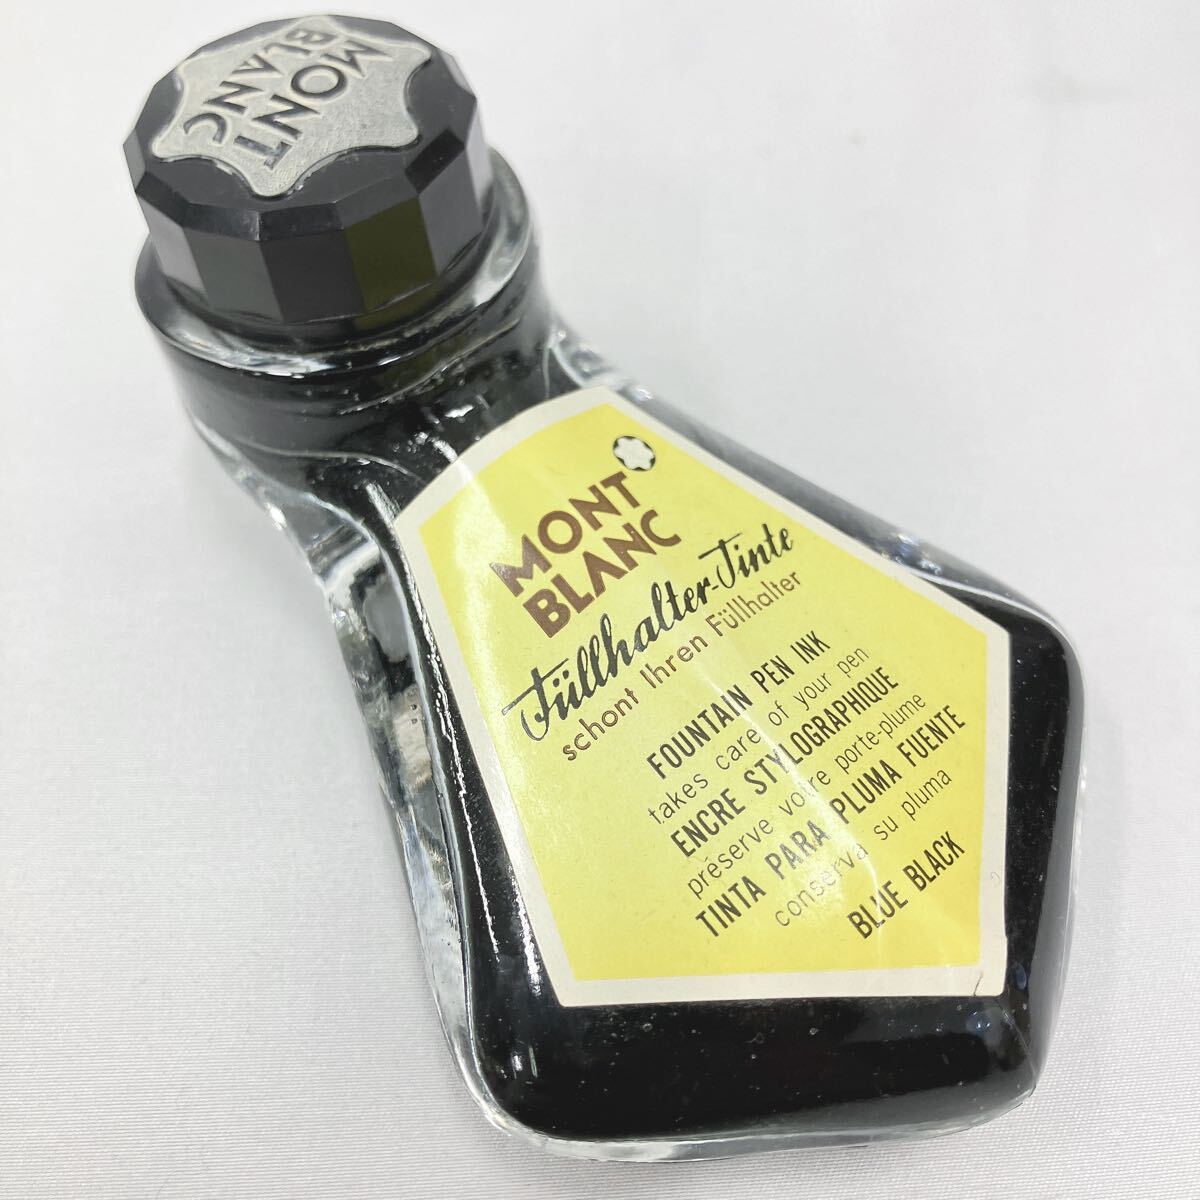 MONT
BLANC
MONT
BLANC
Füllhalter-Tinte
schont Ihren Füllhalter
FOUNTAIN PEN INK
takes care of your pen
ENCRE STYLOGRAPHIQUE
préserve votre porte-plume
TINTA PARA PLUMA FUENTE
conserva su pluma
BLUE BLACK